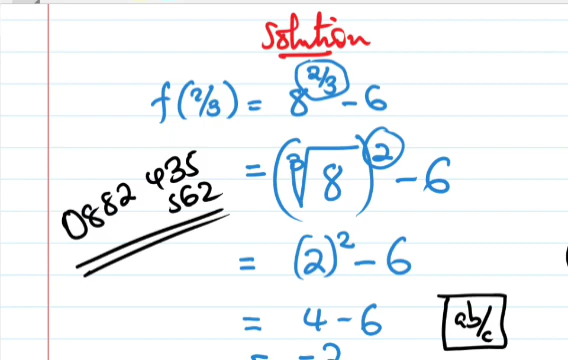 Solution
f(2/3) = 8^(2/3) - 6
= (∛8)^2 - 6
0882 435
562
= (2)^2 - 6
= 4 - 6
ab/c
= -2